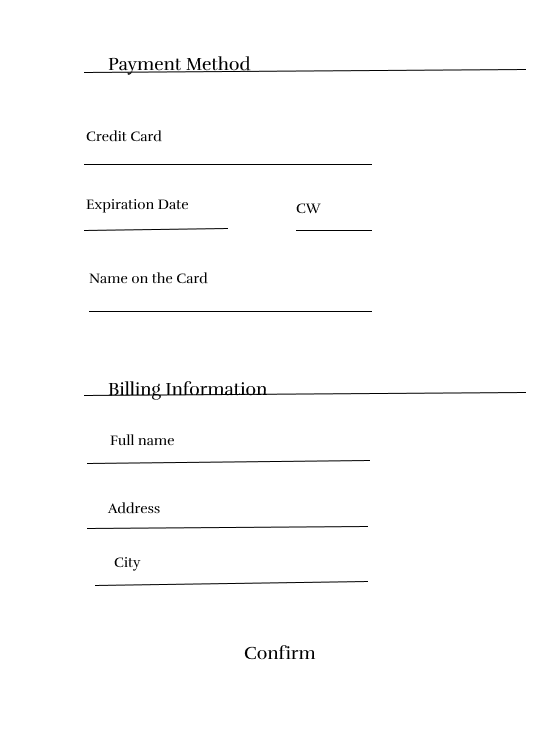 Payment Method
Credit Card
Expiration Date
CW
Name on the Card
Billing Information
Full name
Address
City
Confirm